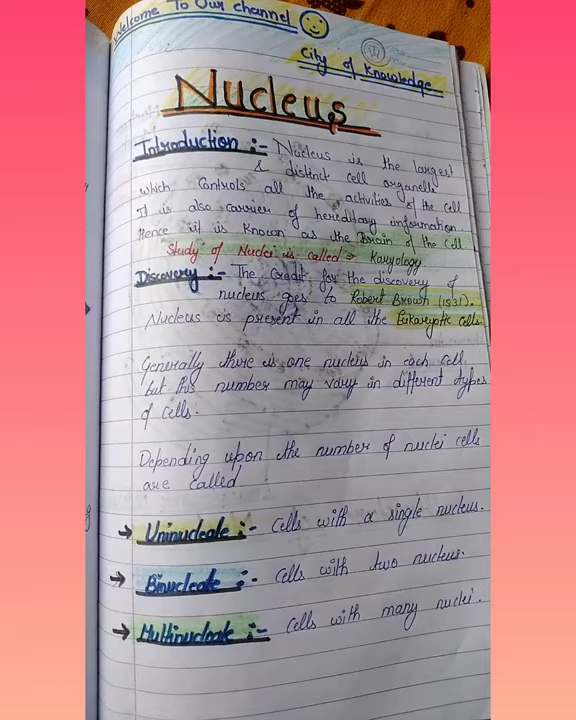 Welcome To Our Channel
City of Knowledge
Nucleus
Introduction :- Nucleus is the largest
& distinct cell organelle
which controls all the activities of the cell
It is also carrier of hereditary information.
Hence it is known as the Brain of the cell
Study of Nuclei is called → Karyology
Discovery :- The Credit for the discovery of
nucleus goes to Robert Brown (1931).
Nucleus is present in all the Eukaryotic cells.
Generally there is one nucleus in each cell
but this number may vary in different types
of cells.
Depending upon the number of nuclei cells
are called
→ Uninucleate :- Cells with a single nucleus.
→ Binucleate :- Cells with two nucleus.
→ Multinucleate :- Cells with many nuclei.